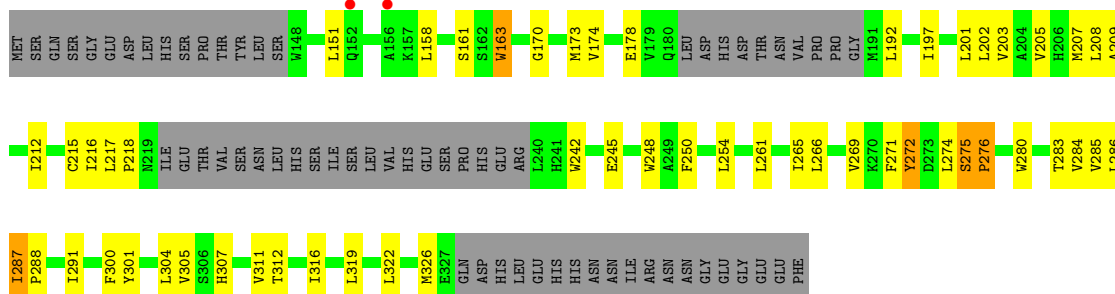 MET SER GLN SER GLY GLU ASP LEU HIS SER PRO THR TYR LEU SER W148 L151 Q152 A156 K157 L158 S161 S162 W163 G170 M173 V174 E178 V179 Q180 LEU ASP HIS ASP THR ASN VAL PRO PRO GLY M191 L192 I197 L201 L202 V203 A204 V205 H206 M207 L208 A209
I212 C215 I216 L217 P218 N219 ILE GLU THR VAL SER ASN LEU HIS SER ILE SER LEU VAL HIS GLU SER PRO HIS GLU ARG L240 H241 W242 E245 W248 A249 F250 L254 L261 I265 L266 V269 K270 F271 Y272 D273 L274 S275 P276 W280 T283 V284 V285 L286
I287 P288 I291 F300 Y301 L304 V305 S306 H307 V311 T312 I316 L319 L322 M326 E327 GLN ASP HIS LEU GLU HIS HIS ASN ASN ILE ARG ASN ASN GLY GLU GLY GLU GLU PHE